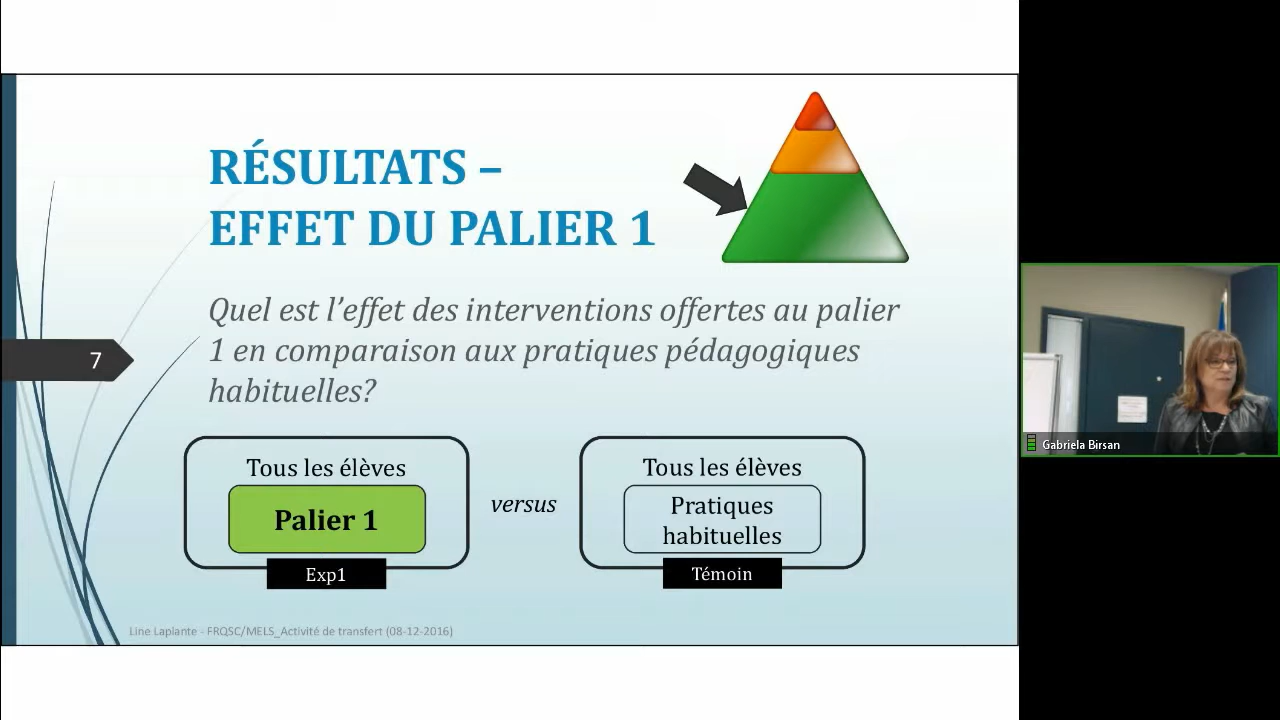 RÉSULTATS –
EFFET DU PALIER 1
Quel est l’effet des interventions offertes au palier
1 en comparaison aux pratiques pédagogiques
habituelles?
7
Tous les élèves
Palier 1
Exp1
versus
Tous les élèves
Pratiques
habituelles
Témoin
Line Laplante - FRQSC/MELS_Activité de transfert (08-12-2016)
Gabriela Birsan